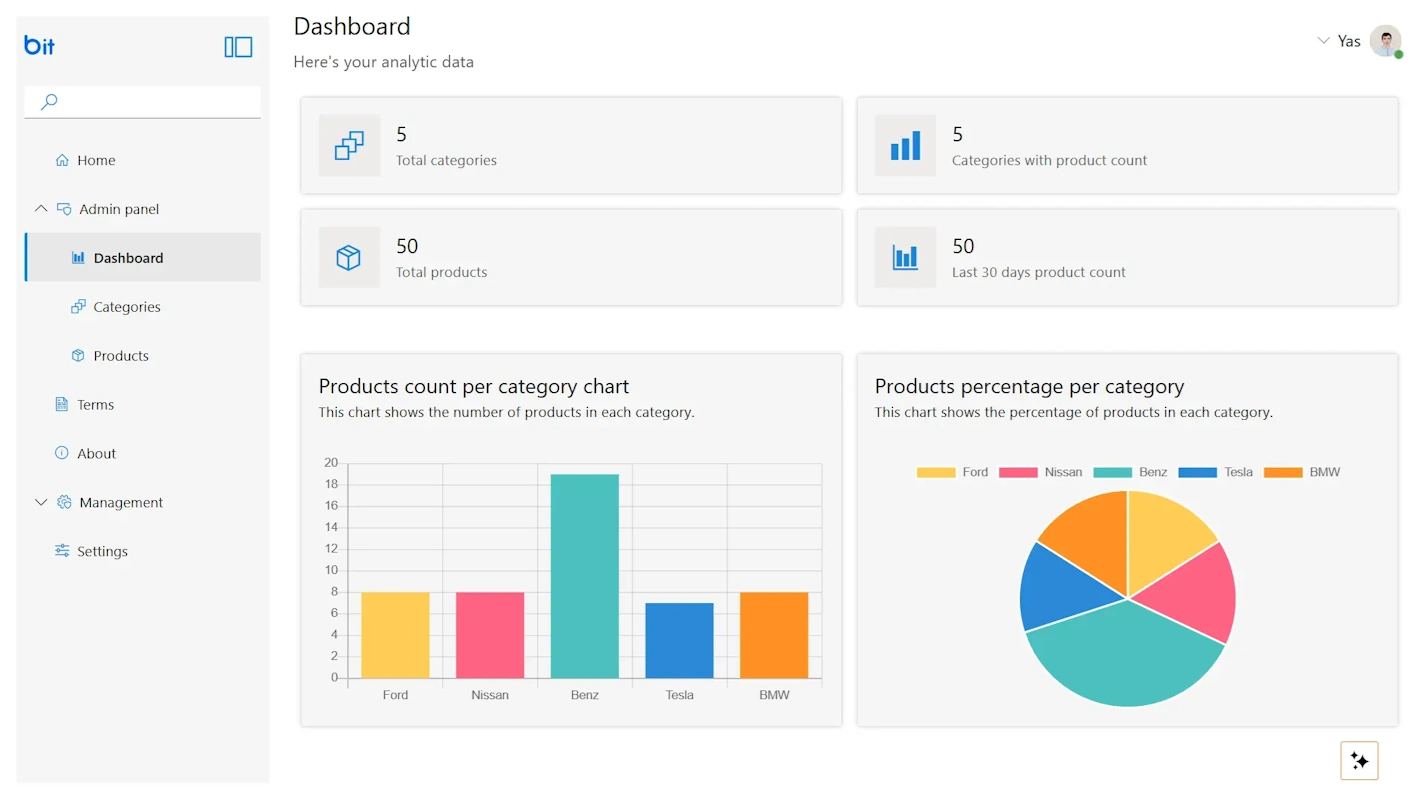 bit
Home
Admin panel
Dashboard
Categories
Products
Terms
About
Management
Settings
Dashboard
Here's your analytic data
Yas
5
Total categories
5
Categories with product count
50
Total products
50
Last 30 days product count
Products count per category chart
This chart shows the number of products in each category.
20
18
16
14
12
10
8
6
4
2
0
Ford Nissan Benz Tesla BMW
Products percentage per category
This chart shows the percentage of products in each category.
Ford Nissan Benz Tesla BMW